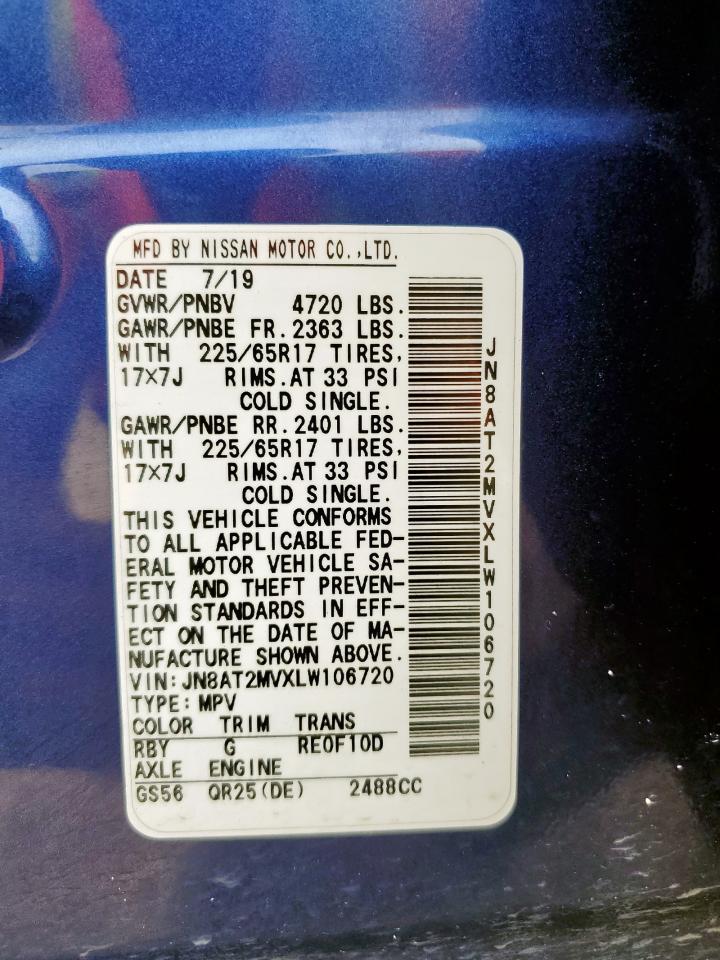 MFD BY NISSAN MOTOR CO.,LTD.
DATE 7/19
GVWR/PNBV 4720 LBS.
GAWR/PNBE FR.2363 LBS.
WITH 225/65R17 TIRES,
17×7J RIMS.AT 33 PSI
COLD SINGLE.
GAWR/PNBE RR.2401 LBS.
WITH 225/65R17 TIRES,
17×7J RIMS.AT 33 PSI
COLD SINGLE.
THIS VEHICLE CONFORMS
TO ALL APPLICABLE FED-
ERAL MOTOR VEHICLE SA-
FETY AND THEFT PREVEN-
TION STANDARDS IN EFF-
ECT ON THE DATE OF MA-
NUFACTURE SHOWN ABOVE.
VIN:JN8AT2MVXLW106720
TYPE:MPV
COLOR TRIM TRANS
RBY G RE0F10D
AXLE ENGINE
GS56 QR25(DE) 2488CC
JN8AT2MVXLW106720